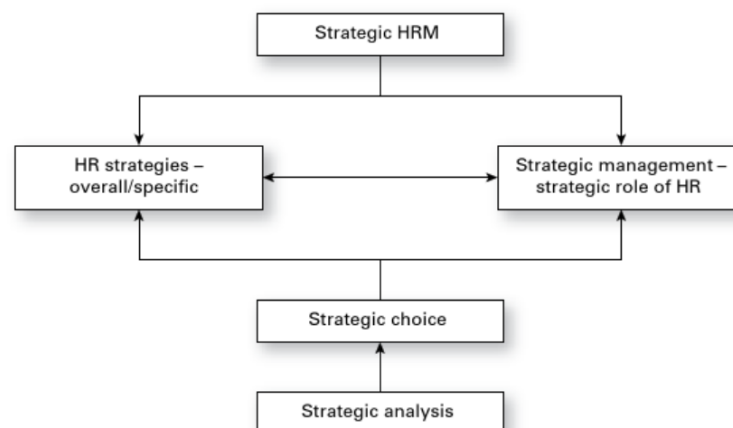 Strategic HRM
HR strategies –
overall/specific
Strategic management –
strategic role of HR
Strategic choice
Strategic analysis